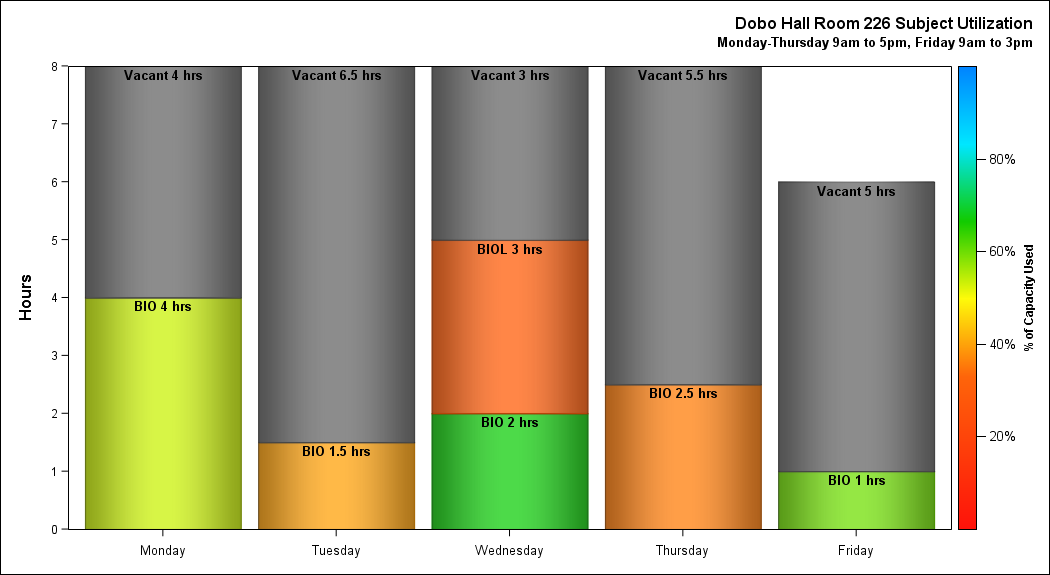 Dobo Hall Room 226 Subject Utilization
Monday-Thursday 9am to 5pm, Friday 9am to 3pm
Hours
8
7
6
5
4
3
2
1
0
Vacant 4 hrs
BIO 4 hrs
Vacant 6.5 hrs
BIO 1.5 hrs
Vacant 3 hrs
BIOL 3 hrs
BIO 2 hrs
Vacant 5.5 hrs
BIO 2.5 hrs
Vacant 5 hrs
BIO 1 hrs
Monday
Tuesday
Wednesday
Thursday
Friday
80%
60%
40%
20%
% of Capacity Used